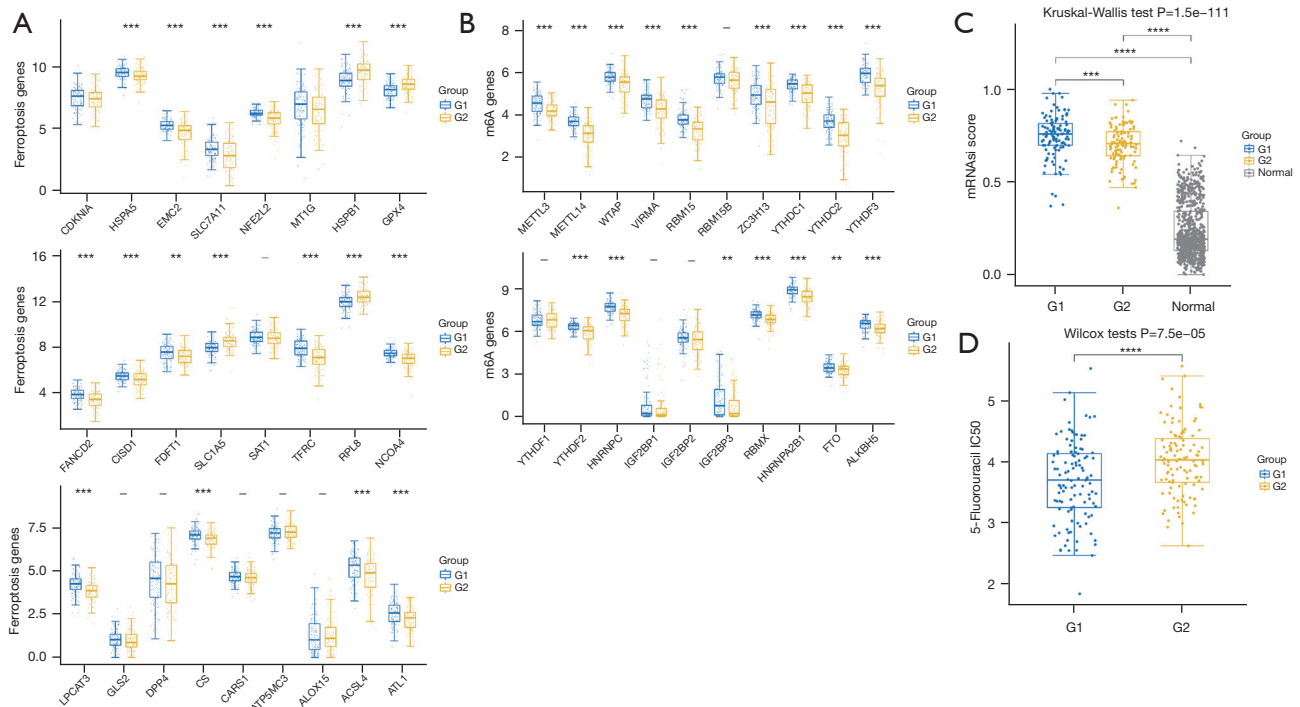 A
Ferroptosis genes
*** *** *** *** *** ***
10
5
0
CDKNIA HSPA5 EMC2 SLC7A11 NFE2L2 MT1G HSPB1 GPX4
Group
G1
G2
*** *** ** *** – *** *** ***
Ferroptosis genes
16
12
8
4
FANCD2 CISD1 FDFT1 SLC1A5 SAT1 TFRC RPL8 NCOA4
Group
G1
G2
*** – – *** – – – *** ***
Ferroptosis genes
7.5
5.0
2.5
0.0
LPCAT3 GLS2 DPP4 CS CARS1 ATP5MC3 ALOX15 ACSL4 ATL1
Group
G1
G2
B
*** *** *** *** *** – *** *** *** ***
m6A genes
8
6
4
2
METTL3 METTL14 WTAP VIRMA RBM15 RBM15B ZC3H13 YTHDC1 YTHDC2 YTHDF3
Group
G1
G2
– *** *** – – ** *** *** ** ***
m6A genes
9
6
3
0
YTHDF1 YTHDF2 HNRNPC IGF2BP1 IGF2BP2 IGF2BP3 RBMX HNRNPA2B1 FTO ALKBH5
Group
G1
G2
C
Kruskal-Wallis test P=1.5e−111
****
****
***
mRNAsi score
1.0
0.5
0.0
G1 G2 Normal
Group
G1
G2
Normal
D
Wilcox tests P=7.5e−05
****
5-Fluorouracil IC50
5
4
3
2
G1 G2
Group
G1
G2